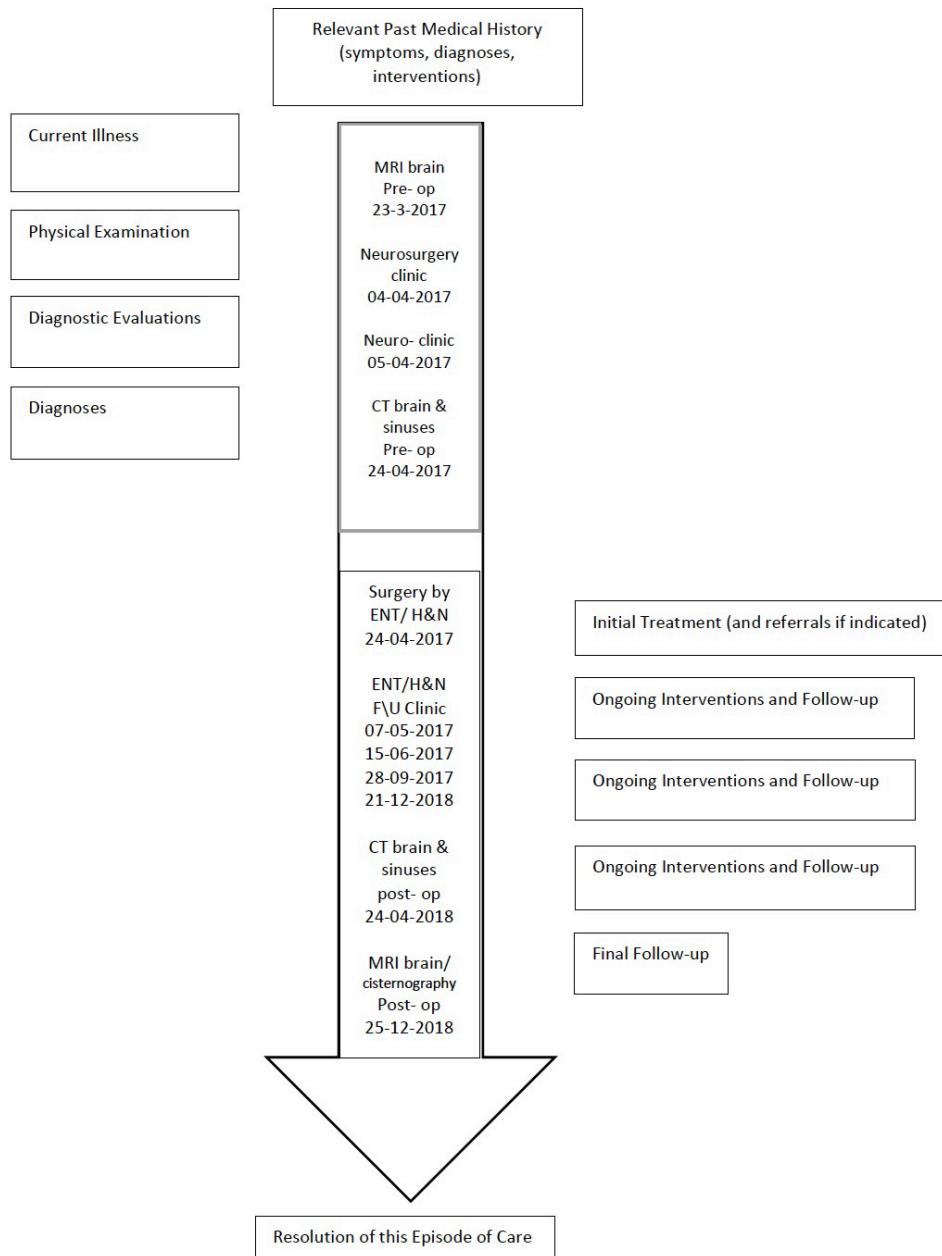 Relevant Past Medical History
(symptoms, diagnoses,
interventions)
Current Illness
Physical Examination
Diagnostic Evaluations
Diagnoses
MRI brain
Pre- op
23-3-2017
Neurosurgery
clinic
04-04-2017
Neuro- clinic
05-04-2017
CT brain &
sinuses
Pre- op
24-04-2017
Surgery by
ENT/ H&N
24-04-2017
ENT/H&N
F\U Clinic
07-05-2017
15-06-2017
28-09-2017
21-12-2018
CT brain &
sinuses
post- op
24-04-2018
MRI brain/
cisternography
Post- op
25-12-2018
Initial Treatment (and referrals if indicated)
Ongoing Interventions and Follow-up
Ongoing Interventions and Follow-up
Ongoing Interventions and Follow-up
Final Follow-up
Resolution of this Episode of Care